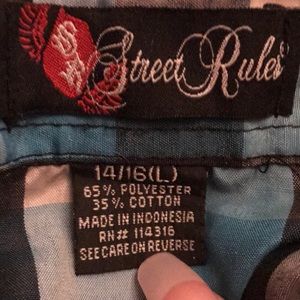 Street Rules
14/16(L)
65% POLYESTER
35% COTTON
MADE IN INDONESIA
RN# 114316
SEE CARE ON REVERSE